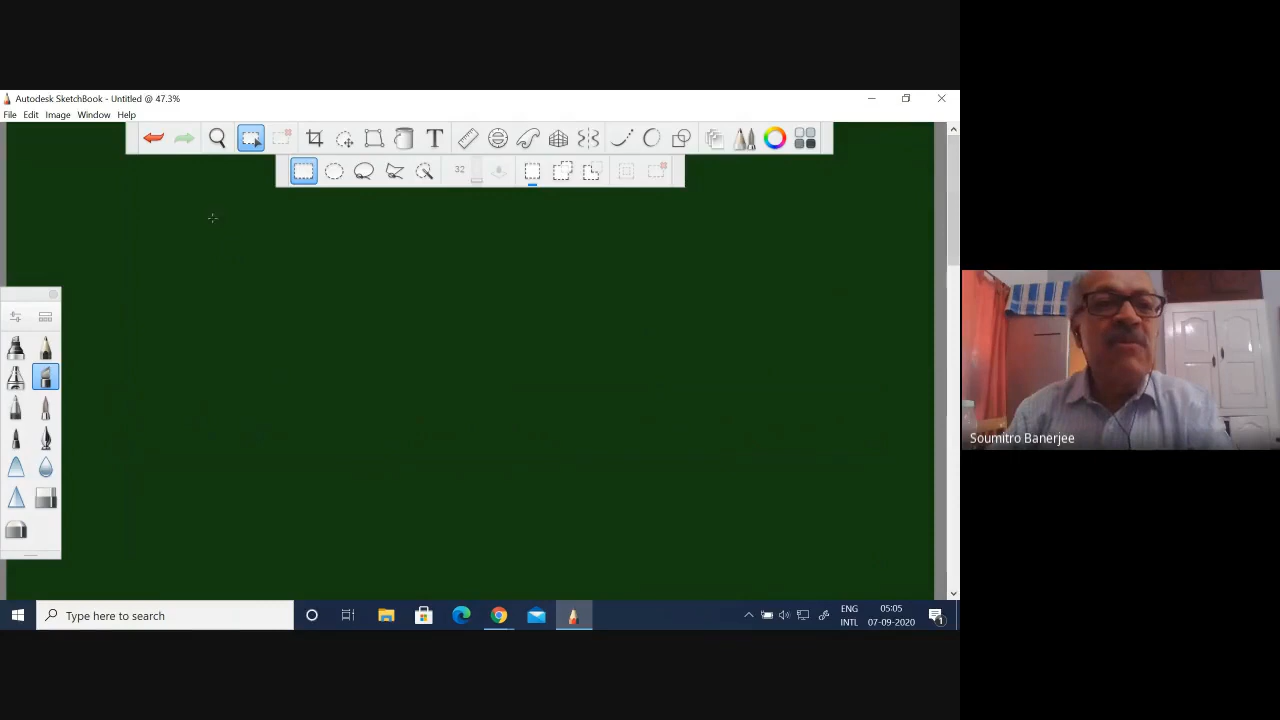 Autodesk SketchBook - Untitled @ 47.3%
File Edit Image Window Help
T
32
Soumitro Banerjee
Type here to search
ENG
INTL
05:05
07-09-2020
1